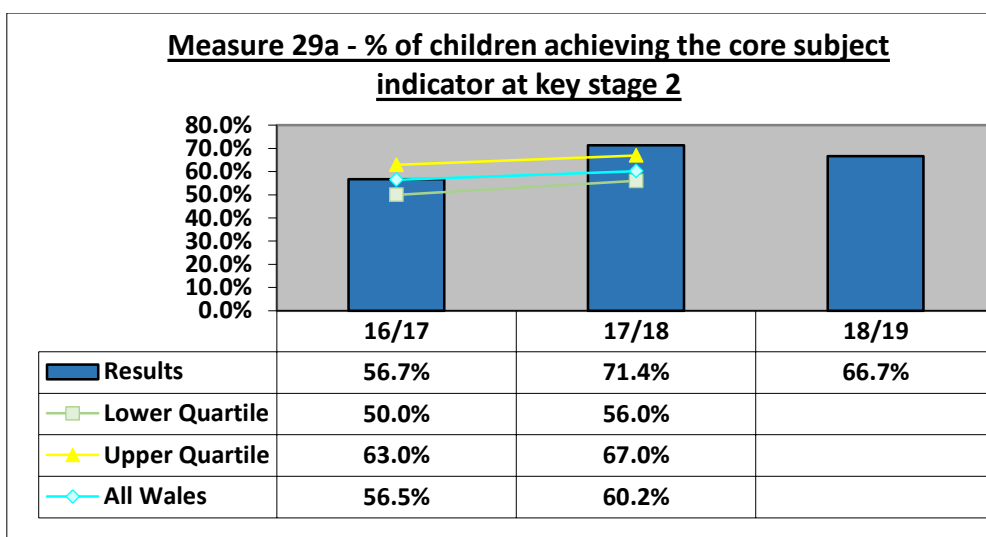 Measure 29a - % of children achieving the core subject
indicator at key stage 2
80.0%
70.0%
60.0%
50.0%
40.0%
30.0%
20.0%
10.0%
0.0%
16/17 17/18 18/19
Results 56.7% 71.4% 66.7%
Lower Quartile 50.0% 56.0%
Upper Quartile 63.0% 67.0%
All Wales 56.5% 60.2%